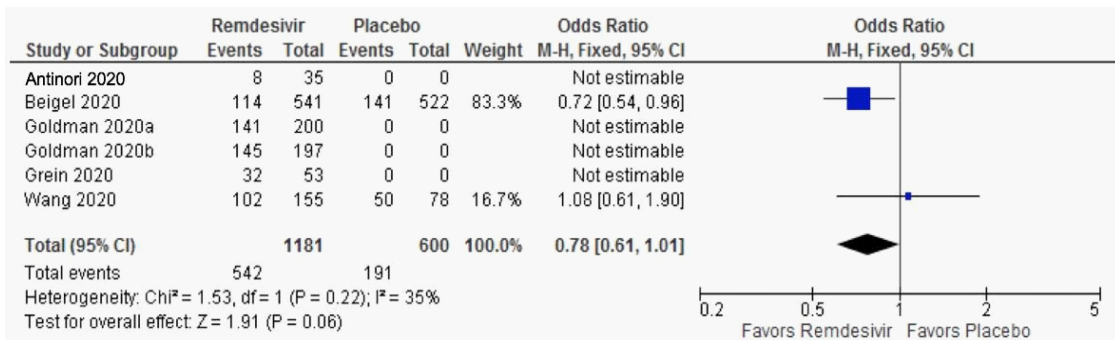 Remdesivir Placebo Odds Ratio Odds Ratio
Study or Subgroup Events Total Events Total Weight M-H, Fixed, 95% CI M-H, Fixed, 95% CI
Antinori 2020 8 35 0 0 Not estimable
Beigel 2020 114 541 141 522 83.3% 0.72 [0.54, 0.96]
Goldman 2020a 141 200 0 0 Not estimable
Goldman 2020b 145 197 0 0 Not estimable
Grein 2020 32 53 0 0 Not estimable
Wang 2020 102 155 50 78 16.7% 1.08 [0.61, 1.90]
Total (95% CI) 1181 600 100.0% 0.78 [0.61, 1.01]
Total events 542 191
Heterogeneity: Chi² = 1.53, df = 1 (P = 0.22); I² = 35%
Test for overall effect: Z = 1.91 (P = 0.06)
0.2 0.5 1 2 5
Favors Remdesivir Favors Placebo